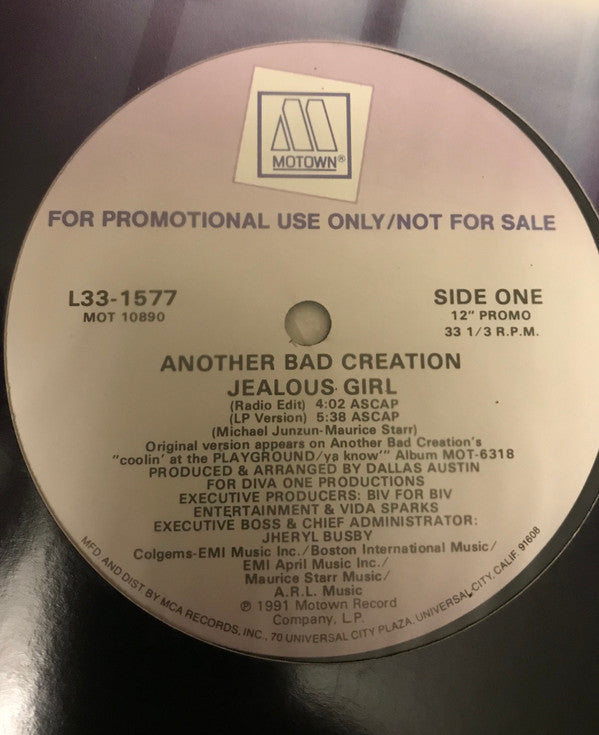 MOTOWN®
FOR PROMOTIONAL USE ONLY/NOT FOR SALE
L33-1577
MOT 10890
SIDE ONE
12" PROMO
33 1/3 R.P.M.
ANOTHER BAD CREATION
JEALOUS GIRL
(Radio Edit) 4:02 ASCAP
(LP Version) 5:38 ASCAP
(Michael Junzun-Maurice Starr)
Original version appears on Another Bad Creation's
"coolin' at the PLAYGROUND/ya know'" Album MOT-6318
PRODUCED & ARRANGED BY DALLAS AUSTIN
FOR DIVA ONE PRODUCTIONS
EXECUTIVE PRODUCERS: BIV FOR BIV
ENTERTAINMENT & VIDA SPARKS
EXECUTIVE BOSS & CHIEF ADMINISTRATOR:
JHERYL BUSBY
Colgems-EMI Music Inc./Boston International Music/
EMI April Music Inc./
Maurice Starr Music/
A.R.L. Music
℗ 1991 Motown Record
Company, L.P.
MFD. AND DIST BY MCA RECORDS, INC., 70 UNIVERSAL CITY PLAZA, UNIVERSAL CITY, CALIF. 91608